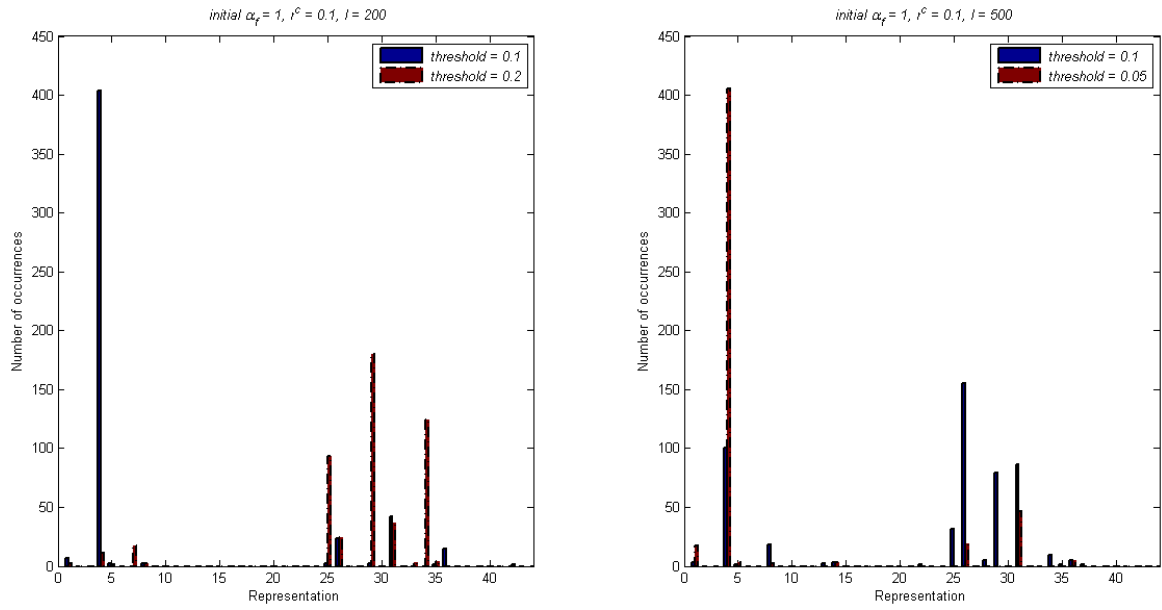 initial α_f = 1, r^c = 0.1, l = 200
450
400
350
300
250
200
150
100
50
0
Number of occurrences
threshold = 0.1
threshold = 0.2
0 5 10 15 20 25 30 35 40
Representation
initial α_f = 1, r^c = 0.1, l = 500
450
400
350
300
250
200
150
100
50
0
Number of occurrences
threshold = 0.1
threshold = 0.05
0 5 10 15 20 25 30 35 40
Representation